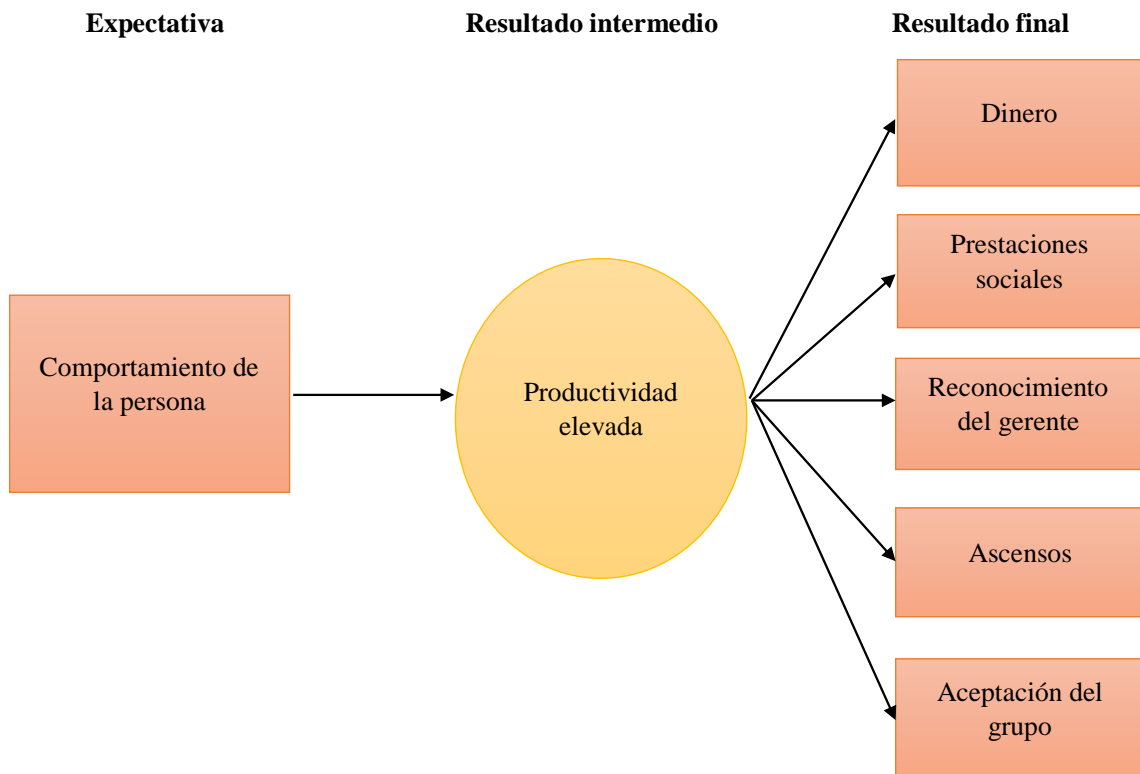 Expectativa
Resultado intermedio
Resultado final
Comportamiento de
la persona
Productividad
elevada
Dinero
Prestaciones
sociales
Reconocimiento
del gerente
Ascensos
Aceptación del
grupo